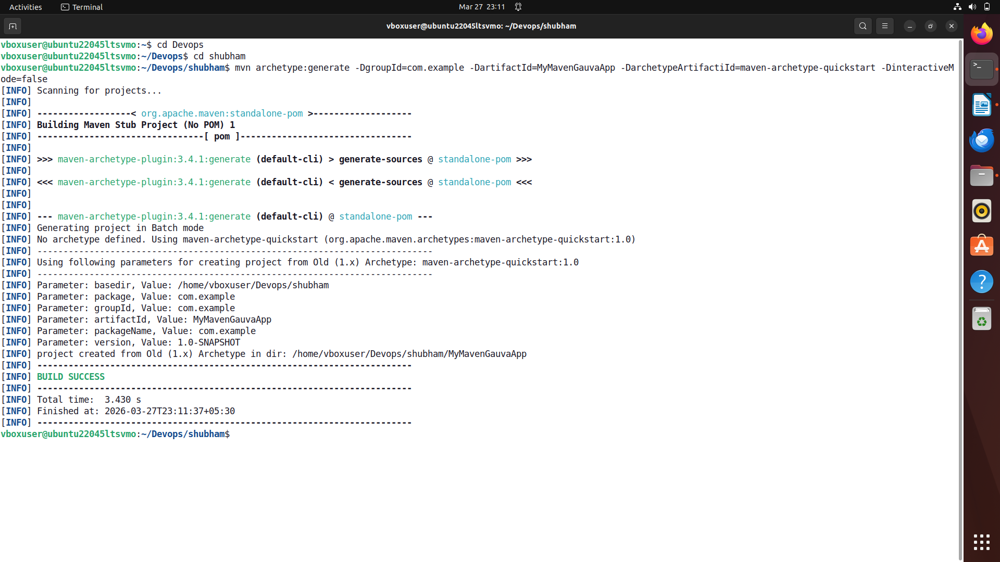 Activities
Terminal
Mar 27 23:11
vboxuser@ubuntu22045ltsvmo: ~/Devops/shubham
vboxuser@ubuntu22045ltsvmo:~$ cd Devops
vboxuser@ubuntu22045ltsvmo:~/Devops$ cd shubham
vboxuser@ubuntu22045ltsvmo:~/Devops/shubham$ mvn archetype:generate -DgroupId=com.example -DartifactId=MyMavenGauvaApp -DarchetypeArtifactiId=maven-archetype-quickstart -DinteractiveM
ode=false
[INFO] Scanning for projects...
[INFO]
[INFO] ------------------< org.apache.maven:standalone-pom >-------------------
[INFO] Building Maven Stub Project (No POM) 1
[INFO] --------------------------------[ pom ]---------------------------------
[INFO]
[INFO] >>> maven-archetype-plugin:3.4.1:generate (default-cli) > generate-sources @ standalone-pom >>>
[INFO]
[INFO] <<< maven-archetype-plugin:3.4.1:generate (default-cli) < generate-sources @ standalone-pom <<<
[INFO]
[INFO]
[INFO] --- maven-archetype-plugin:3.4.1:generate (default-cli) @ standalone-pom ---
[INFO] Generating project in Batch mode
[INFO] No archetype defined. Using maven-archetype-quickstart (org.apache.maven.archetypes:maven-archetype-quickstart:1.0)
[INFO] ----------------------------------------------------------------------------
[INFO] Using following parameters for creating project from Old (1.x) Archetype: maven-archetype-quickstart:1.0
[INFO] ----------------------------------------------------------------------------
[INFO] Parameter: basedir, Value: /home/vboxuser/Devops/shubham
[INFO] Parameter: package, Value: com.example
[INFO] Parameter: groupId, Value: com.example
[INFO] Parameter: artifactId, Value: MyMavenGauvaApp
[INFO] Parameter: packageName, Value: com.example
[INFO] Parameter: version, Value: 1.0-SNAPSHOT
[INFO] project created from Old (1.x) Archetype in dir: /home/vboxuser/Devops/shubham/MyMavenGauvaApp
[INFO] ------------------------------------------------------------------------
[INFO] BUILD SUCCESS
[INFO] ------------------------------------------------------------------------
[INFO] Total time:  3.430 s
[INFO] Finished at: 2026-03-27T23:11:37+05:30
[INFO] ------------------------------------------------------------------------
vboxuser@ubuntu22045ltsvmo:~/Devops/shubham$